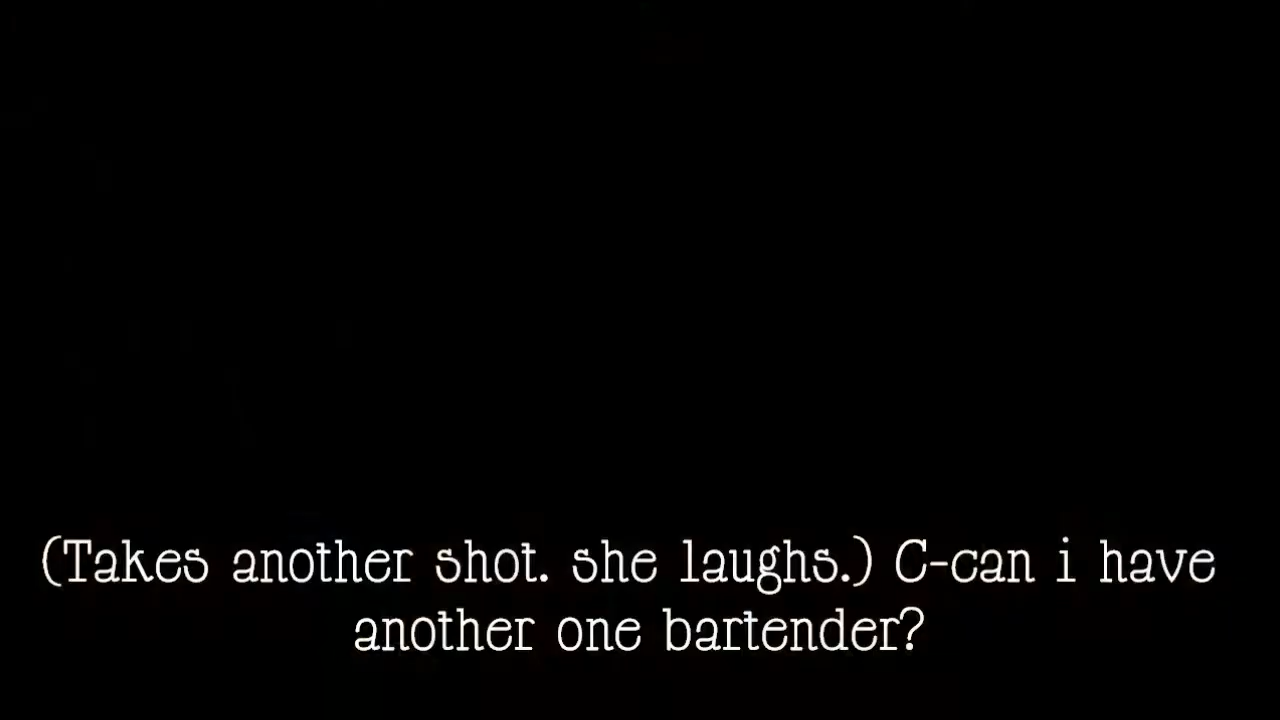 (Takes another shot. she laughs.) C-can i have
another one bartender?